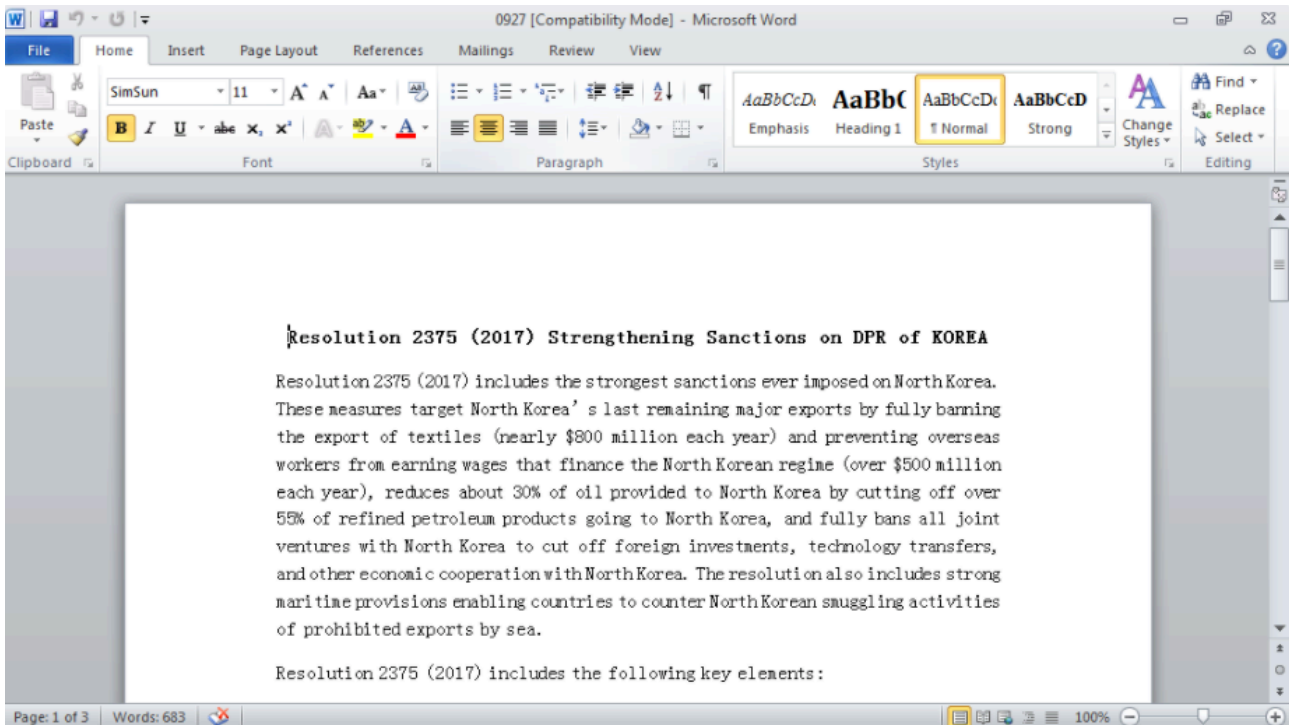 0927 [Compatibility Mode] - Microsoft Word
File Home Insert Page Layout References Mailings Review View
SimSun 11
Paste
AaBbCcDi AaBb( AaBbCcDc AaBbCcD
Emphasis Heading 1 ¶ Normal Strong
Change Styles
Find
Replace
Select
Clipboard Font Paragraph Styles Editing
Resolution 2375 (2017) Strengthening Sanctions on DPR of KOREA
Resolution 2375 (2017) includes the strongest sanctions ever imposed on North Korea.
These measures target North Korea’s last remaining major exports by fully banning
the export of textiles (nearly $800 million each year) and preventing overseas
workers from earning wages that finance the North Korean regime (over $500 million
each year), reduces about 30% of oil provided to North Korea by cutting off over
55% of refined petroleum products going to North Korea, and fully bans all joint
ventures with North Korea to cut off foreign investments, technology transfers,
and other economic cooperation with North Korea. The resolution also includes strong
maritime provisions enabling countries to counter North Korean smuggling activities
of prohibited exports by sea.
Resolution 2375 (2017) includes the following key elements:
Page: 1 of 3 Words: 683 100%